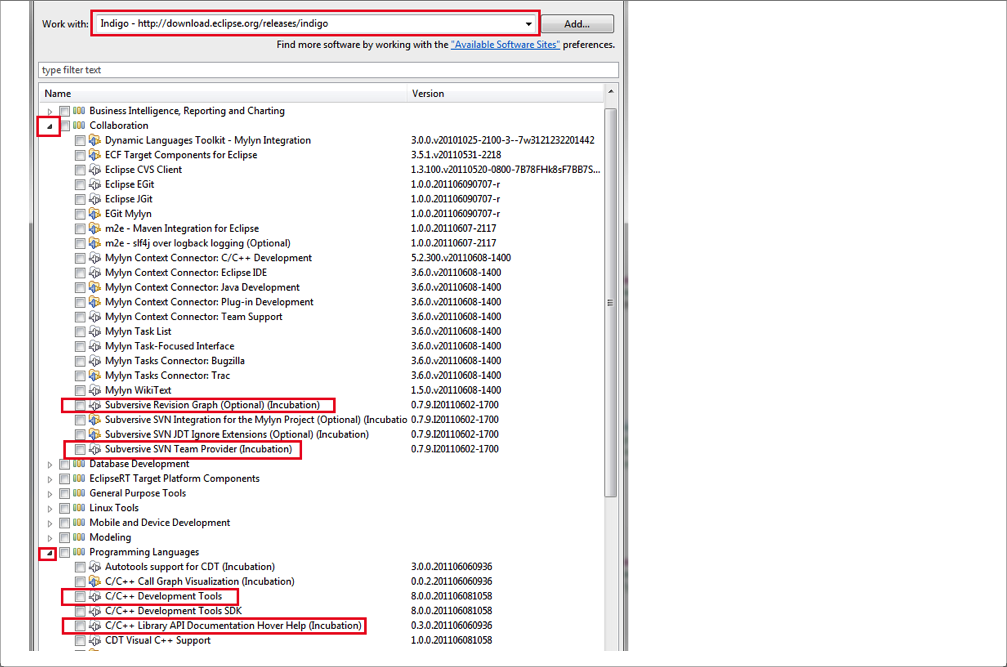 Work with: Indigo - http://download.eclipse.org/releases/indigo Add...
Find more software by working with the "Available Software Sites" preferences.
type filter text
Name Version
Business Intelligence, Reporting and Charting
Collaboration
Dynamic Languages Toolkit - Mylyn Integration 3.0.0.v20101025-2100-3--7w3121232201442
ECF Target Components for Eclipse 3.5.1.v20110531-2218
Eclipse CVS Client 1.3.100.v20110520-0800-7B78FHk8sF7BB7S...
Eclipse EGit 1.0.0.201106090707-r
Eclipse JGit 1.0.0.201106090707-r
EGit Mylyn 1.0.0.201106090707-r
m2e - Maven Integration for Eclipse 1.0.0.20110607-2117
m2e - slf4j over logback logging (Optional) 1.0.0.20110607-2117
Mylyn Context Connector: C/C++ Development 5.2.300.v20110608-1400
Mylyn Context Connector: Eclipse IDE 3.6.0.v20110608-1400
Mylyn Context Connector: Java Development 3.6.0.v20110608-1400
Mylyn Context Connector: Plug-in Development 3.6.0.v20110608-1400
Mylyn Context Connector: Team Support 3.6.0.v20110608-1400
Mylyn Task List 3.6.0.v20110608-1400
Mylyn Task-Focused Interface 3.6.0.v20110608-1400
Mylyn Tasks Connector: Bugzilla 3.6.0.v20110608-1400
Mylyn Tasks Connector: Trac 3.6.0.v20110608-1400
Mylyn WikiText 1.5.0.v20110608-1400
Subversive Revision Graph (Optional) (Incubation) 0.7.9.I20110602-1700
Subversive SVN Integration for the Mylyn Project (Optional) (Incubatio 0.7.9.I20110602-1700
Subversive SVN JDT Ignore Extensions (Optional) (Incubation) 0.7.9.I20110602-1700
Subversive SVN Team Provider (Incubation) 0.7.9.I20110602-1700
Database Development
EclipseRT Target Platform Components
General Purpose Tools
Linux Tools
Mobile and Device Development
Modeling
Programming Languages
Autotools support for CDT (Incubation) 3.0.0.201106060936
C/C++ Call Graph Visualization (Incubation) 0.0.2.201106060936
C/C++ Development Tools 8.0.0.201106081058
C/C++ Development Tools SDK 8.0.0.201106081058
C/C++ Library API Documentation Hover Help (Incubation) 0.3.0.201106060936
CDT Visual C++ Support 1.0.0.201106081058